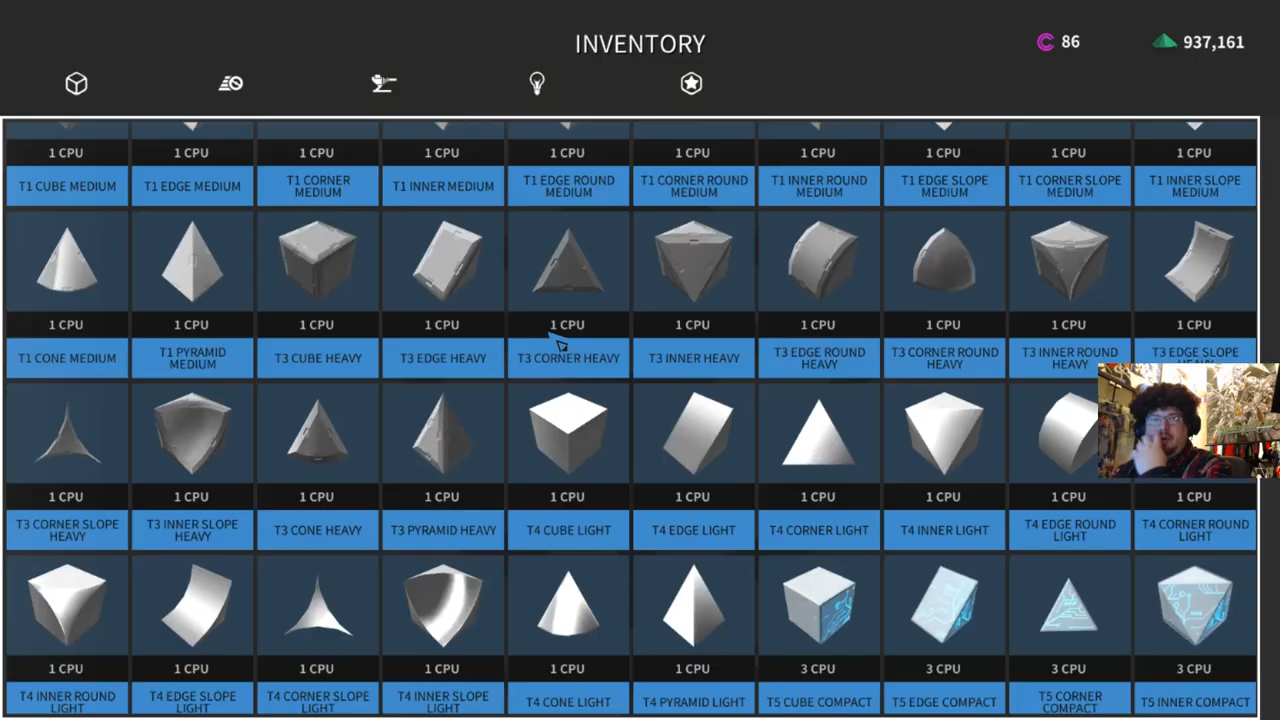 INVENTORY
86
937,161
1 CPU 1 CPU 1 CPU 1 CPU 1 CPU 1 CPU 1 CPU 1 CPU 1 CPU 1 CPU
T1 CUBE MEDIUM
T1 EDGE MEDIUM
T1 CORNER
MEDIUM
T1 INNER MEDIUM
T1 EDGE ROUND
MEDIUM
T1 CORNER ROUND
MEDIUM
T1 INNER ROUND
MEDIUM
T1 EDGE SLOPE
MEDIUM
T1 CORNER SLOPE
MEDIUM
T1 INNER SLOPE
MEDIUM
1 CPU 1 CPU 1 CPU 1 CPU 1 CPU 1 CPU 1 CPU 1 CPU 1 CPU 1 CPU
T1 CONE MEDIUM
T1 PYRAMID
MEDIUM
T3 CUBE HEAVY
T3 EDGE HEAVY
T3 CORNER HEAVY
T3 INNER HEAVY
T3 EDGE ROUND
HEAVY
T3 CORNER ROUND
HEAVY
T3 INNER ROUND
HEAVY
T3 EDGE SLOPE
HEAVY
1 CPU 1 CPU 1 CPU 1 CPU 1 CPU 1 CPU 1 CPU 1 CPU 1 CPU 1 CPU
T3 CORNER SLOPE
HEAVY
T3 INNER SLOPE
HEAVY
T3 CONE HEAVY
T3 PYRAMID HEAVY
T4 CUBE LIGHT
T4 EDGE LIGHT
T4 CORNER LIGHT
T4 INNER LIGHT
T4 EDGE ROUND
LIGHT
T4 CORNER ROUND
LIGHT
1 CPU 1 CPU 1 CPU 1 CPU 1 CPU 1 CPU 3 CPU 3 CPU 3 CPU 3 CPU
T4 INNER ROUND
LIGHT
T4 EDGE SLOPE
LIGHT
T4 CORNER SLOPE
LIGHT
T4 INNER SLOPE
LIGHT
T4 CONE LIGHT
T4 PYRAMID LIGHT
T5 CUBE COMPACT
T5 EDGE COMPACT
T5 CORNER
COMPACT
T5 INNER COMPACT